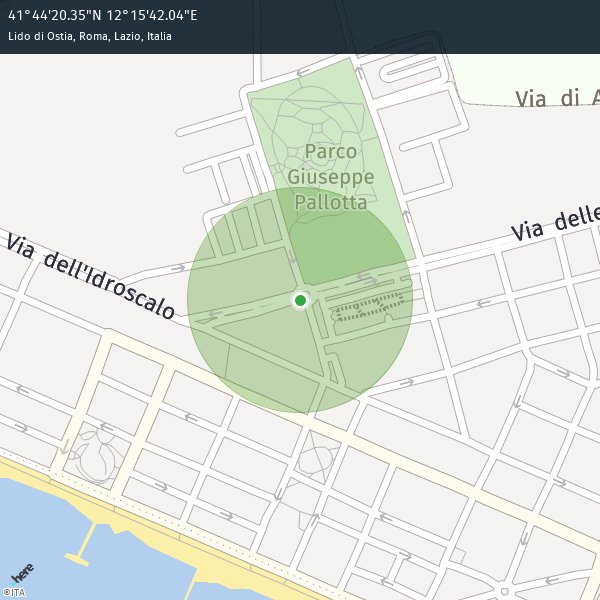 41°44'20.35"N 12°15'42.04"E
Lido di Ostia, Roma, Lazio, Italia
Via di A
Parco
Giuseppe
Pallotta
Via delle
Via dell'Idroscalo
here
©ITA